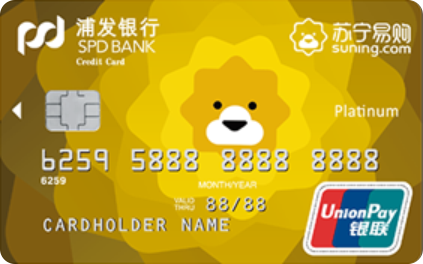 浦发银行
SPD BANK
Credit Card
苏宁易购
suning.com
Platinum
6259 5888 8888 8888
6259
MONTH/YEAR
VALID THRU 88/88
CARDHOLDER NAME
UnionPay
银联